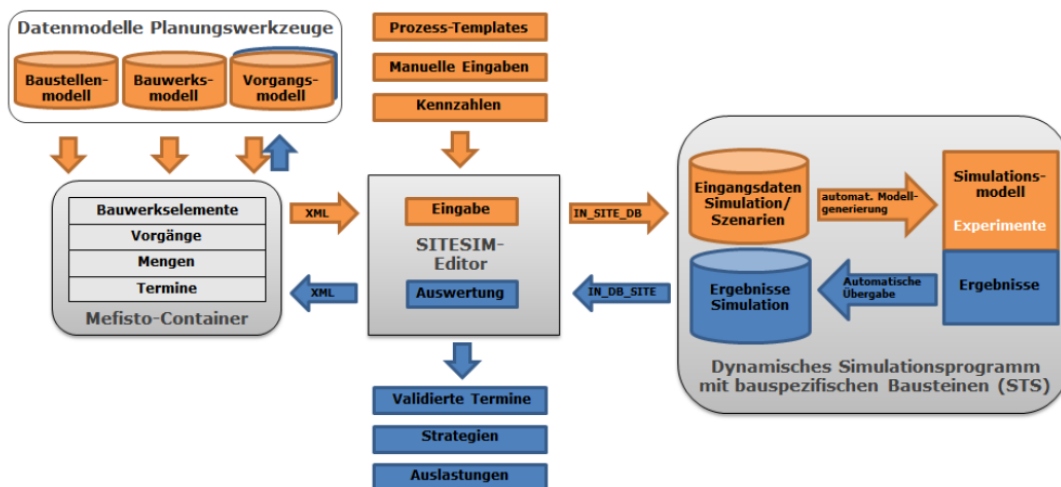 Datenmodelle Planungswerkzeuge
Baustellen-
modell
Bauwerks-
modell
Vorgangs-
modell
Prozess-Templates
Manuelle Eingaben
Kennzahlen
Bauwerkselemente
Vorgänge
Mengen
Termine
Mefisto-Container
XML
XML
Eingabe
SITESIM-
Editor
Auswertung
IN_SITE_DB
IN_DB_SITE
Validierte Termine
Strategien
Auslastungen
Eingangsdaten
Simulation/
Szenarien
automat. Modell-
generierung
Simulations-
modell
Experimente
Ergebnisse
Simulation
Automatische
Übergabe
Ergebnisse
Dynamisches Simulationsprogramm
mit bauspezifischen Bausteinen (STS)